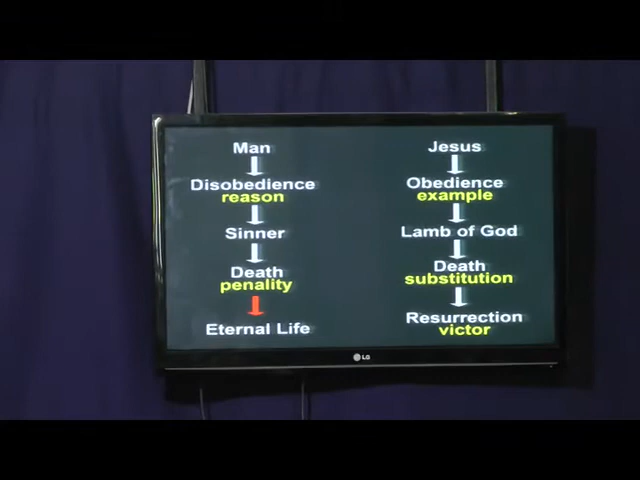 Man
Disobedience
reason
Sinner
Death
penality
Eternal Life
Jesus
Obedience
example
Lamb of God
Death
substitution
Resurrection
victor
LG